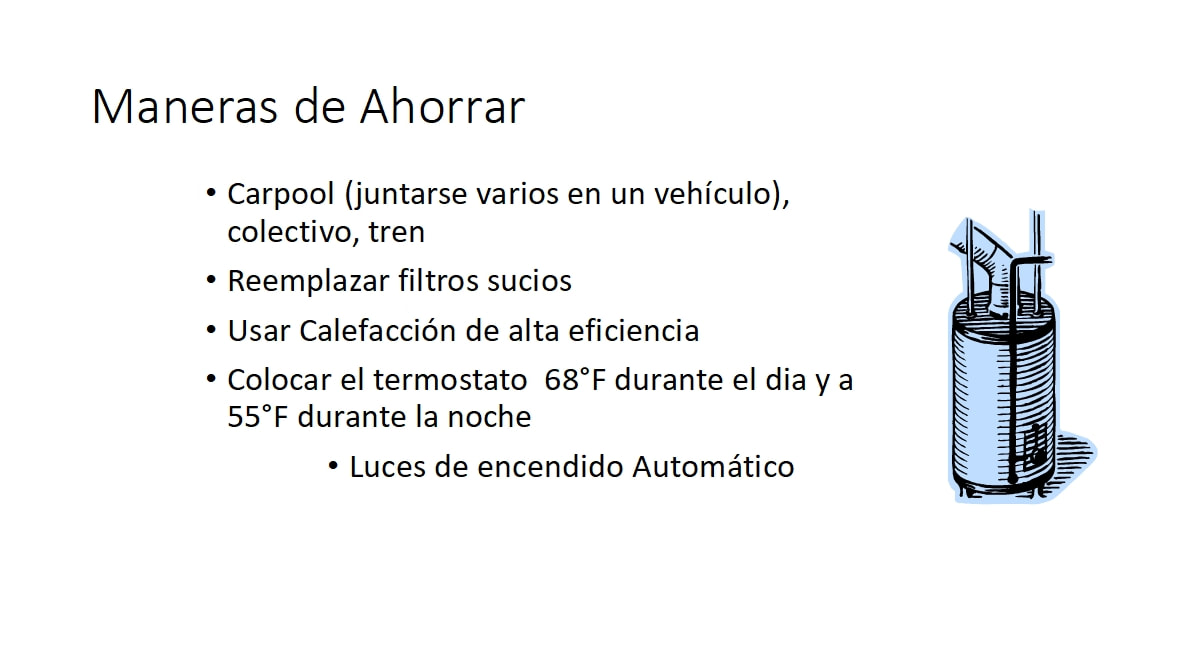 Maneras de Ahorrar
• Carpool (juntarse varios en un vehículo),
colectivo, tren
• Reemplazar filtros sucios
• Usar Calefacción de alta eficiencia
• Colocar el termostato  68°F durante el dia y a
55°F durante la noche
• Luces de encendido Automático